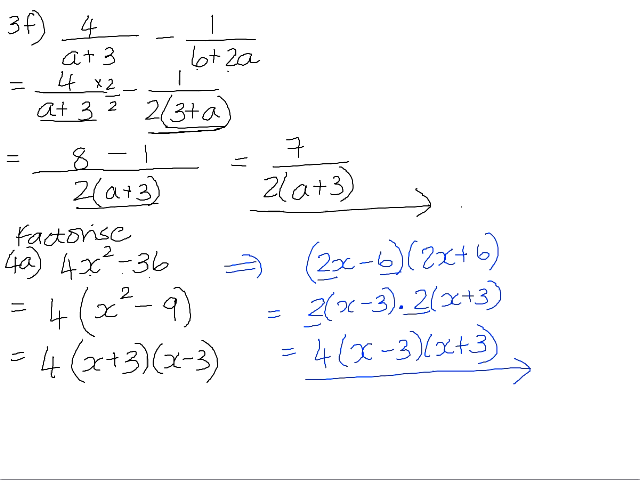 3f) 4/(a+3) − 1/(6+2a)
= 4/(a+3) ×2/2 − 1/(2(3+a))
= (8 − 1)/(2(a+3)) = 7/(2(a+3))
Factorise
4a) 4x² − 36 ⇒ (2x−6)(2x+6)
= 4(x² − 9) = 2(x−3)·2(x+3)
= 4(x+3)(x−3) = 4(x−3)(x+3)